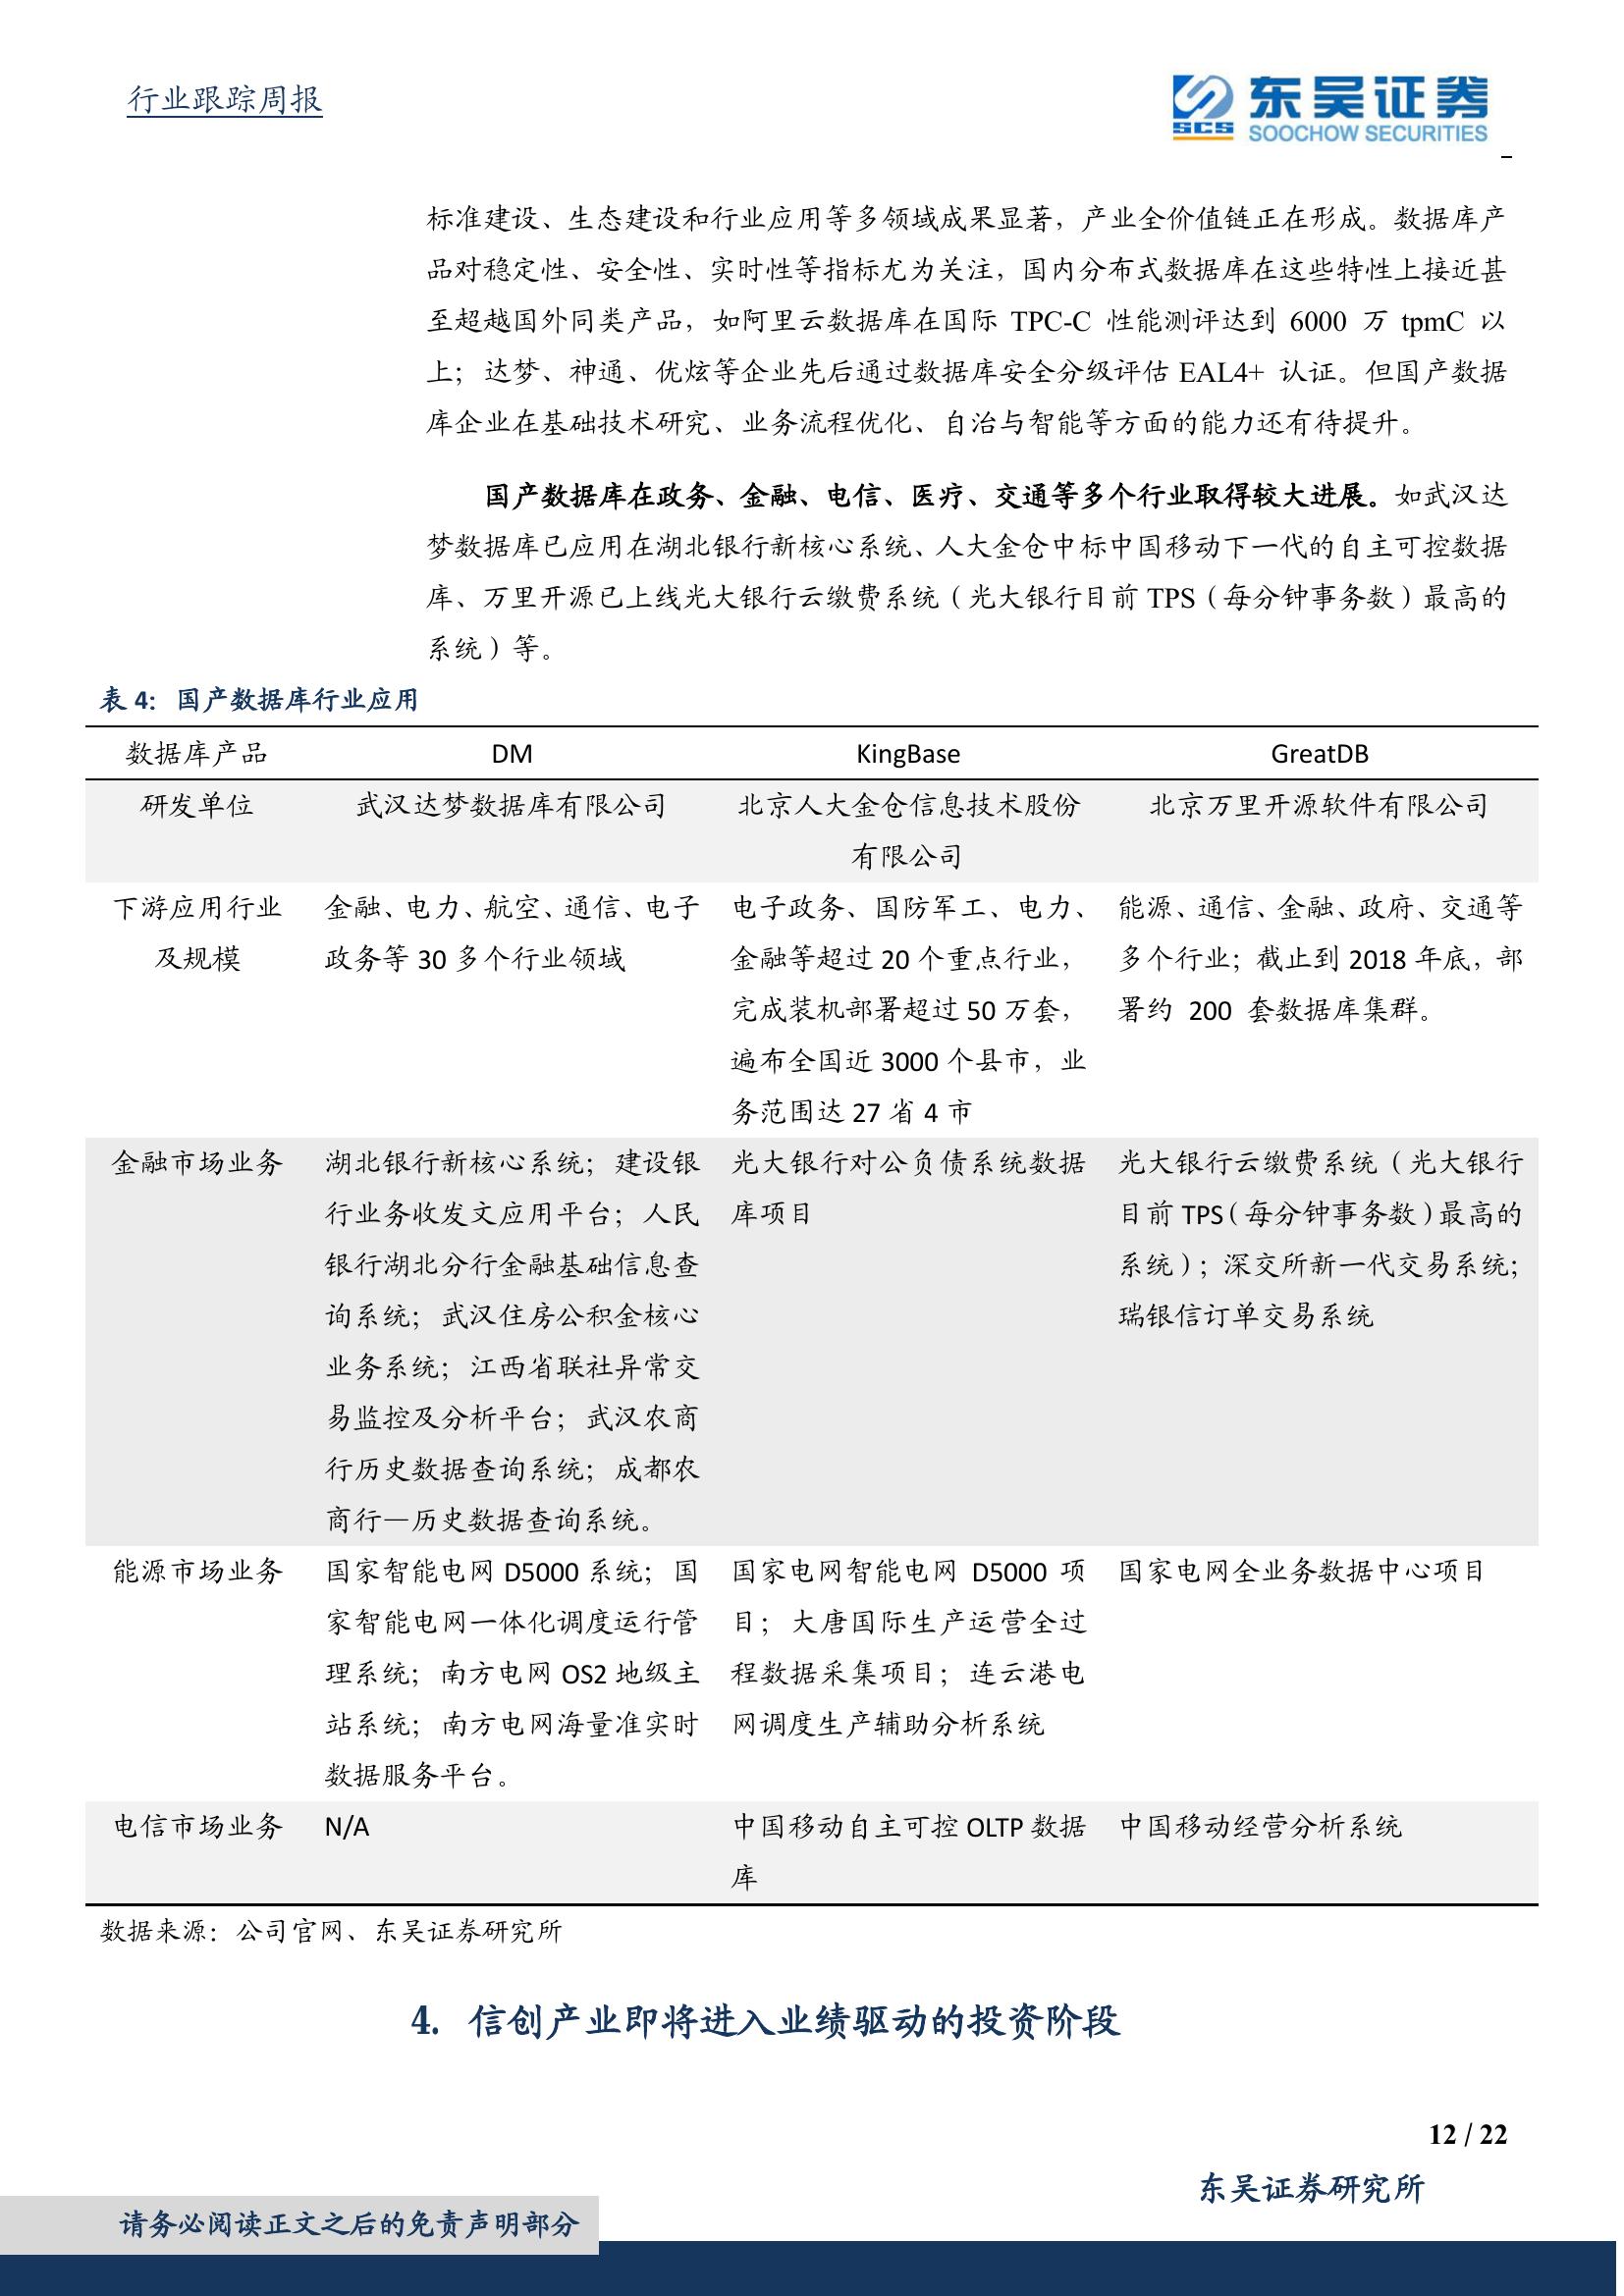 行业跟踪周报
东吴证券
SCS
SOOCHOW SECURITIES
标准建设、生态建设和行业应用等多领域成果显著，产业全价值链正在形成。数据库产
品对稳定性、安全性、实时性等指标尤为关注，国内分布式数据库在这些特性上接近甚
至超越国外同类产品，如阿里云数据库在国际 TPC-C 性能测评达到 6000 万 tpmC 以
上；达梦、神通、优炫等企业先后通过数据库安全分级评估 EAL4+ 认证。但国产数据
库企业在基础技术研究、业务流程优化、自治与智能等方面的能力还有待提升。
国产数据库在政务、金融、电信、医疗、交通等多个行业取得较大进展。如武汉达
梦数据库已应用在湖北银行新核心系统、人大金仓中标中国移动下一代的自主可控数据
库、万里开源已上线光大银行云缴费系统（光大银行目前 TPS（每分钟事务数）最高的
系统）等。
表 4：国产数据库行业应用
数据库产品 DM KingBase GreatDB
研发单位 武汉达梦数据库有限公司 北京人大金仓信息技术股份 北京万里开源软件有限公司
有限公司
下游应用行业 金融、电力、航空、通信、电子 电子政务、国防军工、电力、 能源、通信、金融、政府、交通等
及规模 政务等 30 多个行业领域 金融等超过 20 个重点行业， 多个行业；截止到 2018 年底，部
完成装机部署超过 50 万套， 署约 200 套数据库集群。
遍布全国近 3000 个县市，业
务范围达 27 省 4 市
金融市场业务 湖北银行新核心系统；建设银 光大银行对公负债系统数据 光大银行云缴费系统（光大银行
行业务收发文应用平台；人民 库项目 目前 TPS（每分钟事务数）最高的
银行湖北分行金融基础信息查 系统）；深交所新一代交易系统；
询系统；武汉住房公积金核心 瑞银信订单交易系统
业务系统；江西省联社异常交
易监控及分析平台；武汉农商
行历史数据查询系统；成都农
商行—历史数据查询系统。
能源市场业务 国家智能电网 D5000 系统；国 国家电网智能电网 D5000 项 国家电网全业务数据中心项目
家智能电网一体化调度运行管 目；大唐国际生产运营全过
理系统；南方电网 OS2 地级主 程数据采集项目；连云港电
站系统；南方电网海量准实时 网调度生产辅助分析系统
数据服务平台。
电信市场业务 N/A 中国移动自主可控 OLTP 数据 中国移动经营分析系统
库
数据来源：公司官网、东吴证券研究所
4. 信创产业即将进入业绩驱动的投资阶段
12 / 22
东吴证券研究所
请务必阅读正文之后的免责声明部分